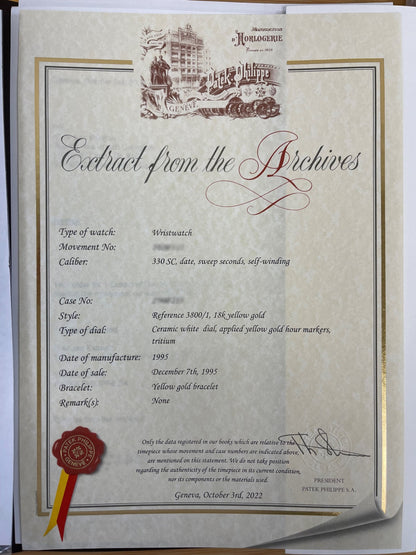 Manufacture
D'HORLOGERIE
Fondée en 1839
Patek, Philippe
GENÈVE
Extract from the Archives
Type of watch: Wristwatch
Movement No:
Caliber: 330 SC, date, sweep seconds, self-winding
Case No:
Style: Reference 3800/1, 18k yellow gold
Type of dial: Ceramic white dial, applied yellow gold hour markers,
tritium
Date of manufacture: 1995
Date of sale: December 7th, 1995
Bracelet: Yellow gold bracelet
Remark(s): None
Only the data registered in our books which are relative to the
timepiece whose movement and case numbers are indicated above,
are mentioned on this statement. We do not take position
regarding the authenticity of the timepiece in its current condition,
nor its components or the materials used.
Geneva, October 3rd, 2022
PRESIDENT
PATEK PHILIPPE S.A.
PATEK PHILIPPE
GENEVE